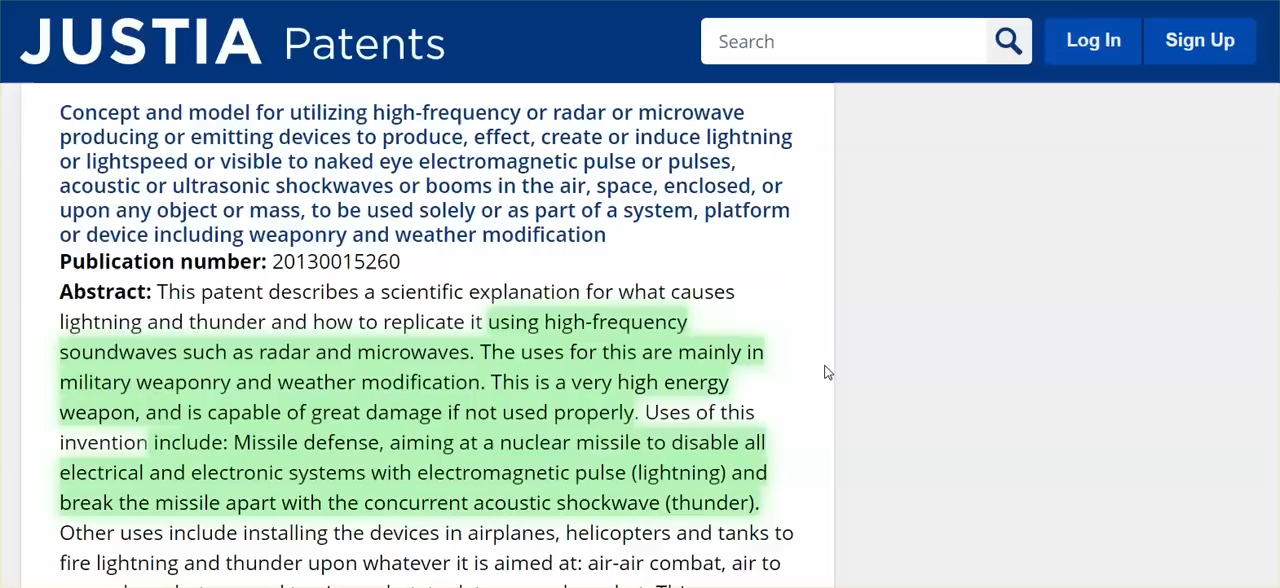 JUSTIA Patents
Search
Log In
Sign Up
Concept and model for utilizing high-frequency or radar or microwave
producing or emitting devices to produce, effect, create or induce lightning
or lightspeed or visible to naked eye electromagnetic pulse or pulses,
acoustic or ultrasonic shockwaves or booms in the air, space, enclosed, or
upon any object or mass, to be used solely or as part of a system, platform
or device including weaponry and weather modification
Publication number: 20130015260
Abstract: This patent describes a scientific explanation for what causes
lightning and thunder and how to replicate it using high-frequency
soundwaves such as radar and microwaves. The uses for this are mainly in
military weaponry and weather modification. This is a very high energy
weapon, and is capable of great damage if not used properly. Uses of this
invention include: Missile defense, aiming at a nuclear missile to disable all
electrical and electronic systems with electromagnetic pulse (lightning) and
break the missile apart with the concurrent acoustic shockwave (thunder).
Other uses include installing the devices in airplanes, helicopters and tanks to
fire lightning and thunder upon whatever it is aimed at: air-air combat, air to